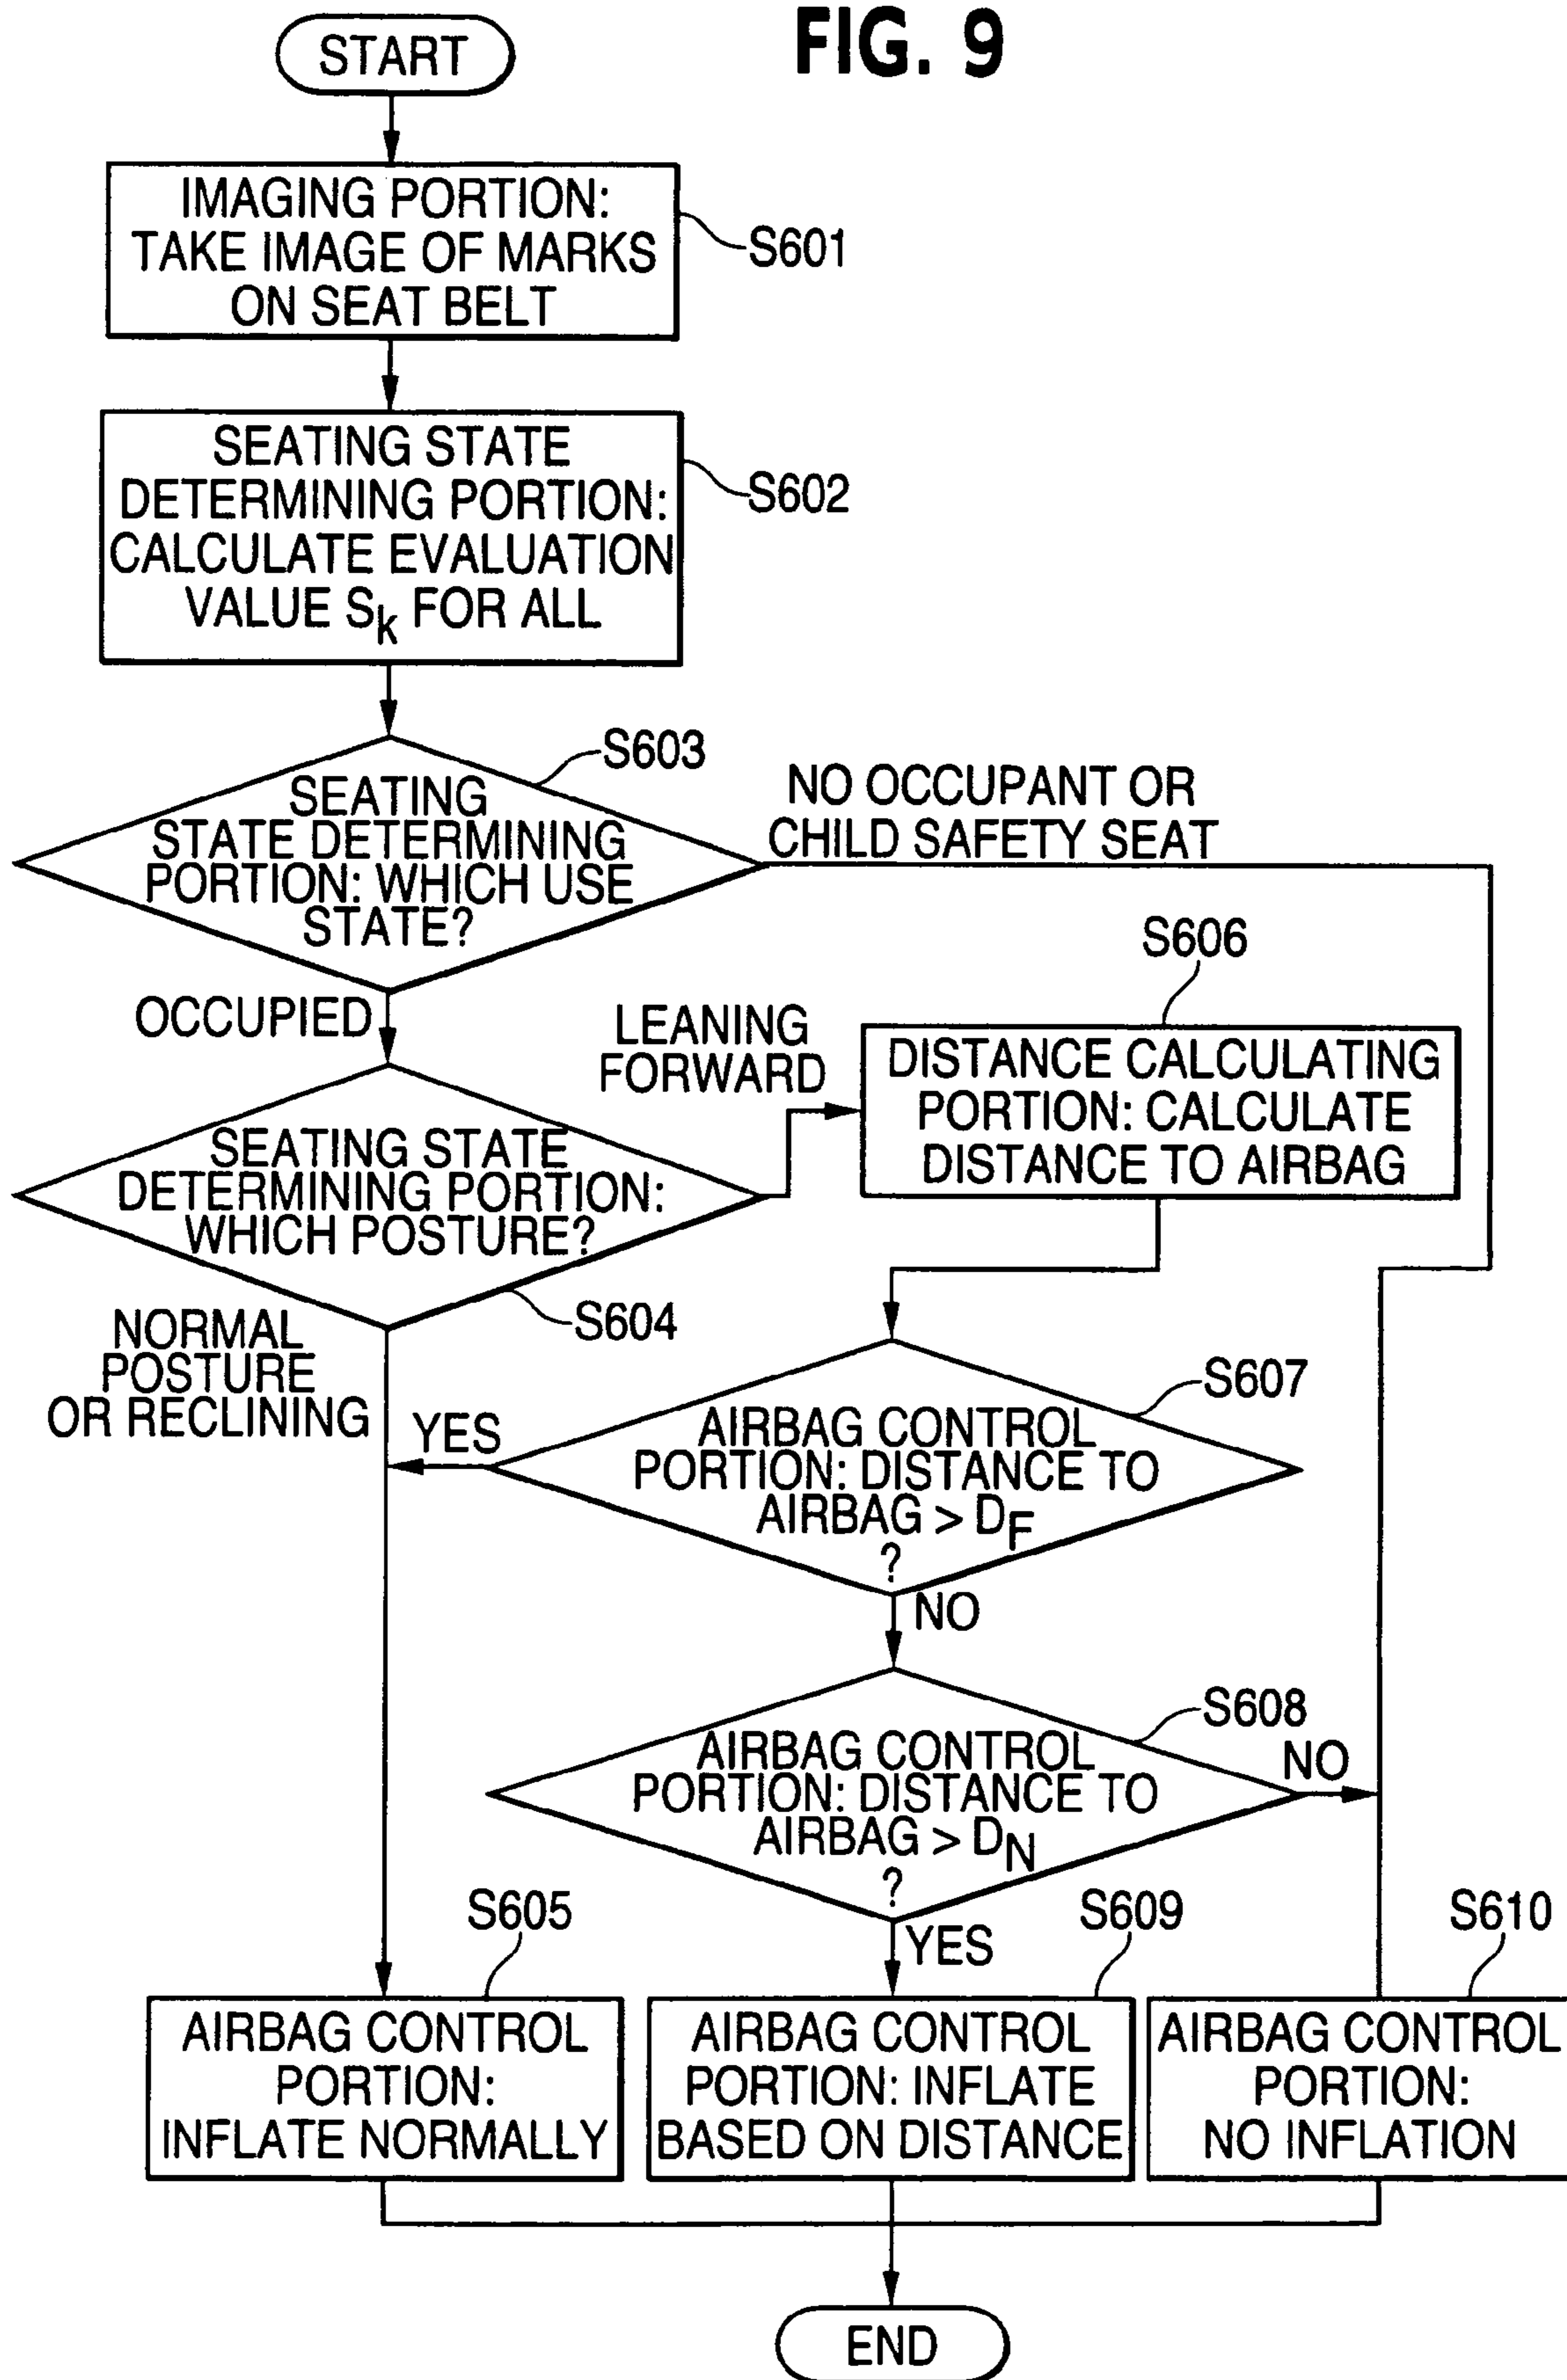 FIG. 9
START
IMAGING PORTION:
TAKE IMAGE OF MARKS
ON SEAT BELT
S601
SEATING STATE
DETERMINING PORTION:
CALCULATE EVALUATION
VALUE Sk FOR ALL
S602
S603
SEATING
STATE DETERMINING
PORTION: WHICH USE
STATE?
NO OCCUPANT OR
CHILD SAFETY SEAT
OCCUPIED
LEANING
FORWARD
S606
DISTANCE CALCULATING
PORTION: CALCULATE
DISTANCE TO AIRBAG
SEATING STATE
DETERMINING PORTION:
WHICH POSTURE?
S604
NORMAL
POSTURE
OR RECLINING
YES
S607
AIRBAG CONTROL
PORTION: DISTANCE TO
AIRBAG > DF
?
NO
S608
AIRBAG CONTROL
PORTION: DISTANCE TO
AIRBAG > DN
?
NO
YES
S605
AIRBAG CONTROL
PORTION:
INFLATE NORMALLY
S609
AIRBAG CONTROL
PORTION: INFLATE
BASED ON DISTANCE
S610
AIRBAG CONTROL
PORTION:
NO INFLATION
END